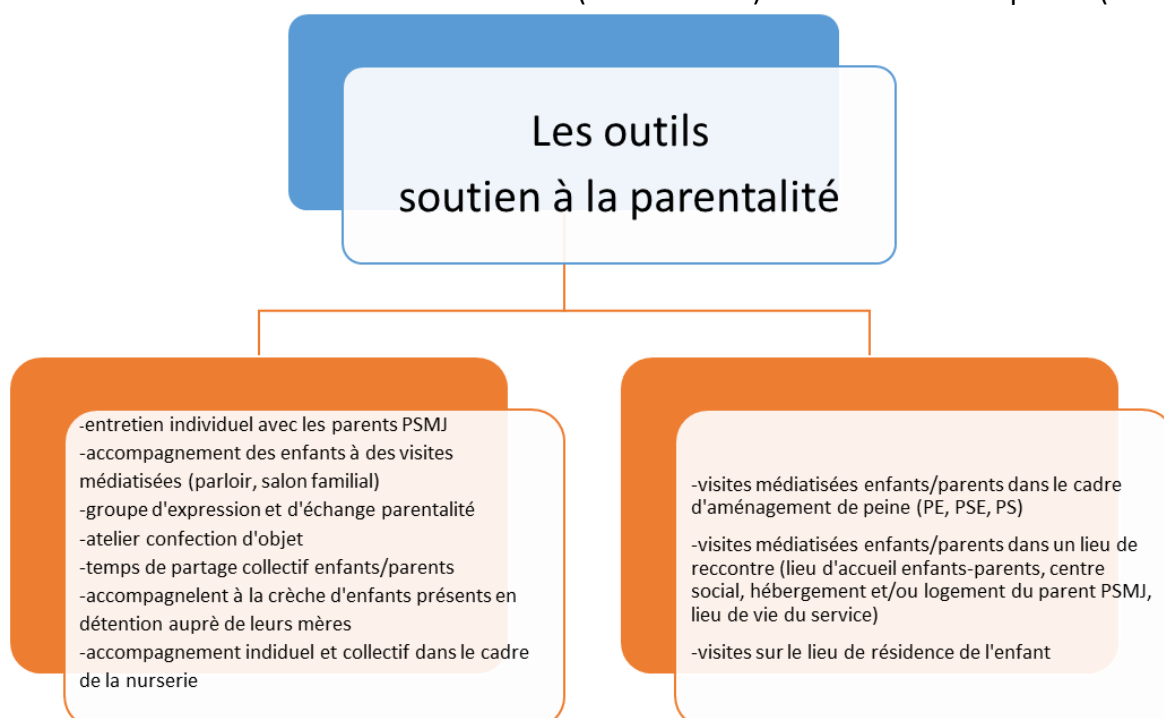 Les outils
soutien à la parentalité
-entretien individuel avec les parents PSMJ
-accompagnement des enfants à des visites
médiatisées (parloir, salon familial)
-groupe d'expression et d'échange parentalité
-atelier confection d'objet
-temps de partage collectif enfants/parents
-accompagnelent à la crèche d'enfants présents en
détention auprè de leurs mères
-accompagnement indiduel et collectif dans le cadre
de la nurserie
-visites médiatisées enfants/parents dans le cadre
d'aménagement de peine (PE, PSE, PS)
-visites médiatisées enfants/parents dans un lieu de
reccontre (lieu d'accueil enfants-parents, centre
social, hébergement et/ou logement du parent PSMJ,
lieu de vie du service)
-visites sur le lieu de résidence de l'enfant